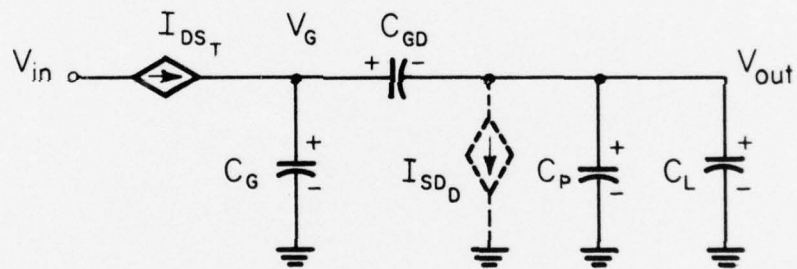 I_DS_T
V_G
C_GD
V_in
+ -
V_out
C_G
+
-
I_SD_D
C_P
+
-
C_L
+
-